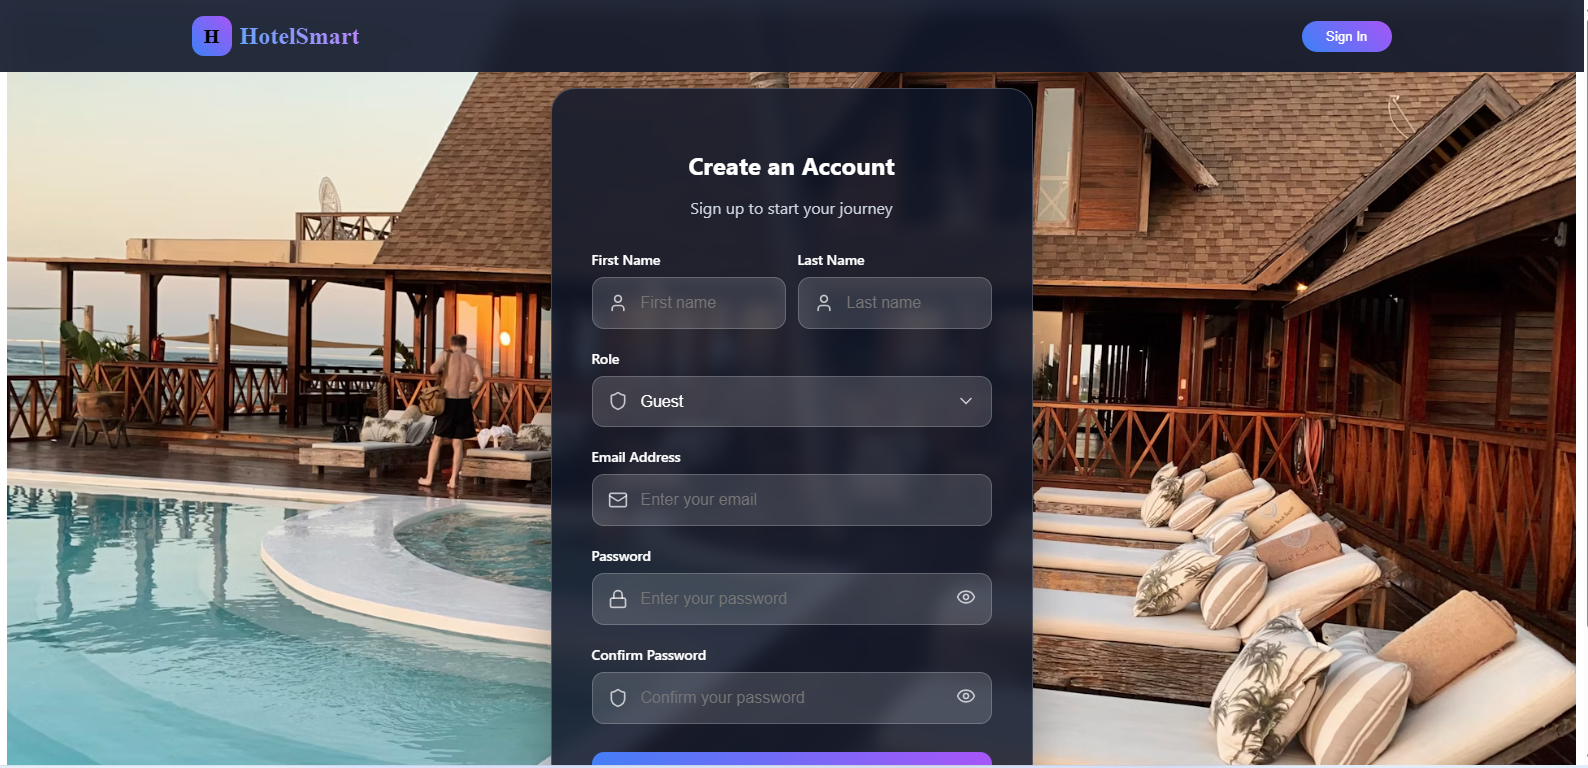 H HotelSmart
Sign In
Create an Account
Sign up to start your journey
First Name Last Name
First name Last name
Role
Guest
Email Address
Enter your email
Password
Enter your password
Confirm Password
Confirm your password